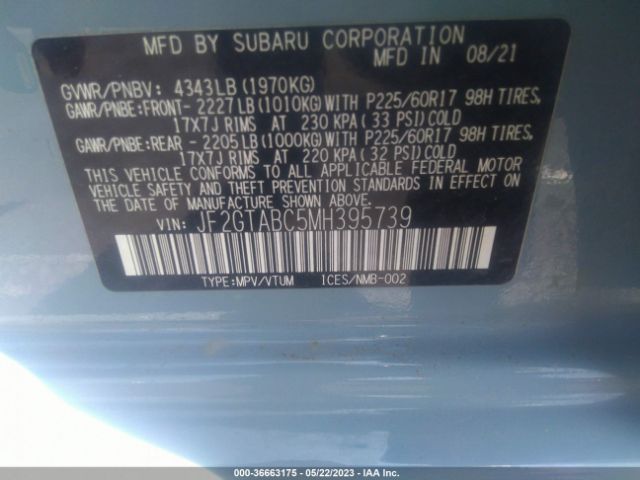 MFD BY SUBARU CORPORATION
MFD IN 08/21
GVWR/PNBV: 4343LB (1970KG)
GAWR/PNBE:FRONT- 2227LB(1010KG)WITH P225/60R17 98H TIRES,
17X7J RIMS AT 230 KPA(33 PSI)COLD
GAWR/PNBE:REAR - 2205LB(1000KG)WITH P225/60R17 98H TIRES,
17X7J RIMS AT 220 KPA(32 PSI)COLD
THIS VEHICLE CONFORMS TO ALL APPLICABLE FEDERAL MOTOR
VEHICLE SAFETY AND THEFT PREVENTION STANDARDS IN EFFECT ON
THE DATE OF MANUFACTURE SHOWN ABOVE.
VIN: JF2GTABC5MH395739
TYPE:MPV/VTUM ICES/NMB-002
000-36663175 - 05/22/2023 - IAA Inc.